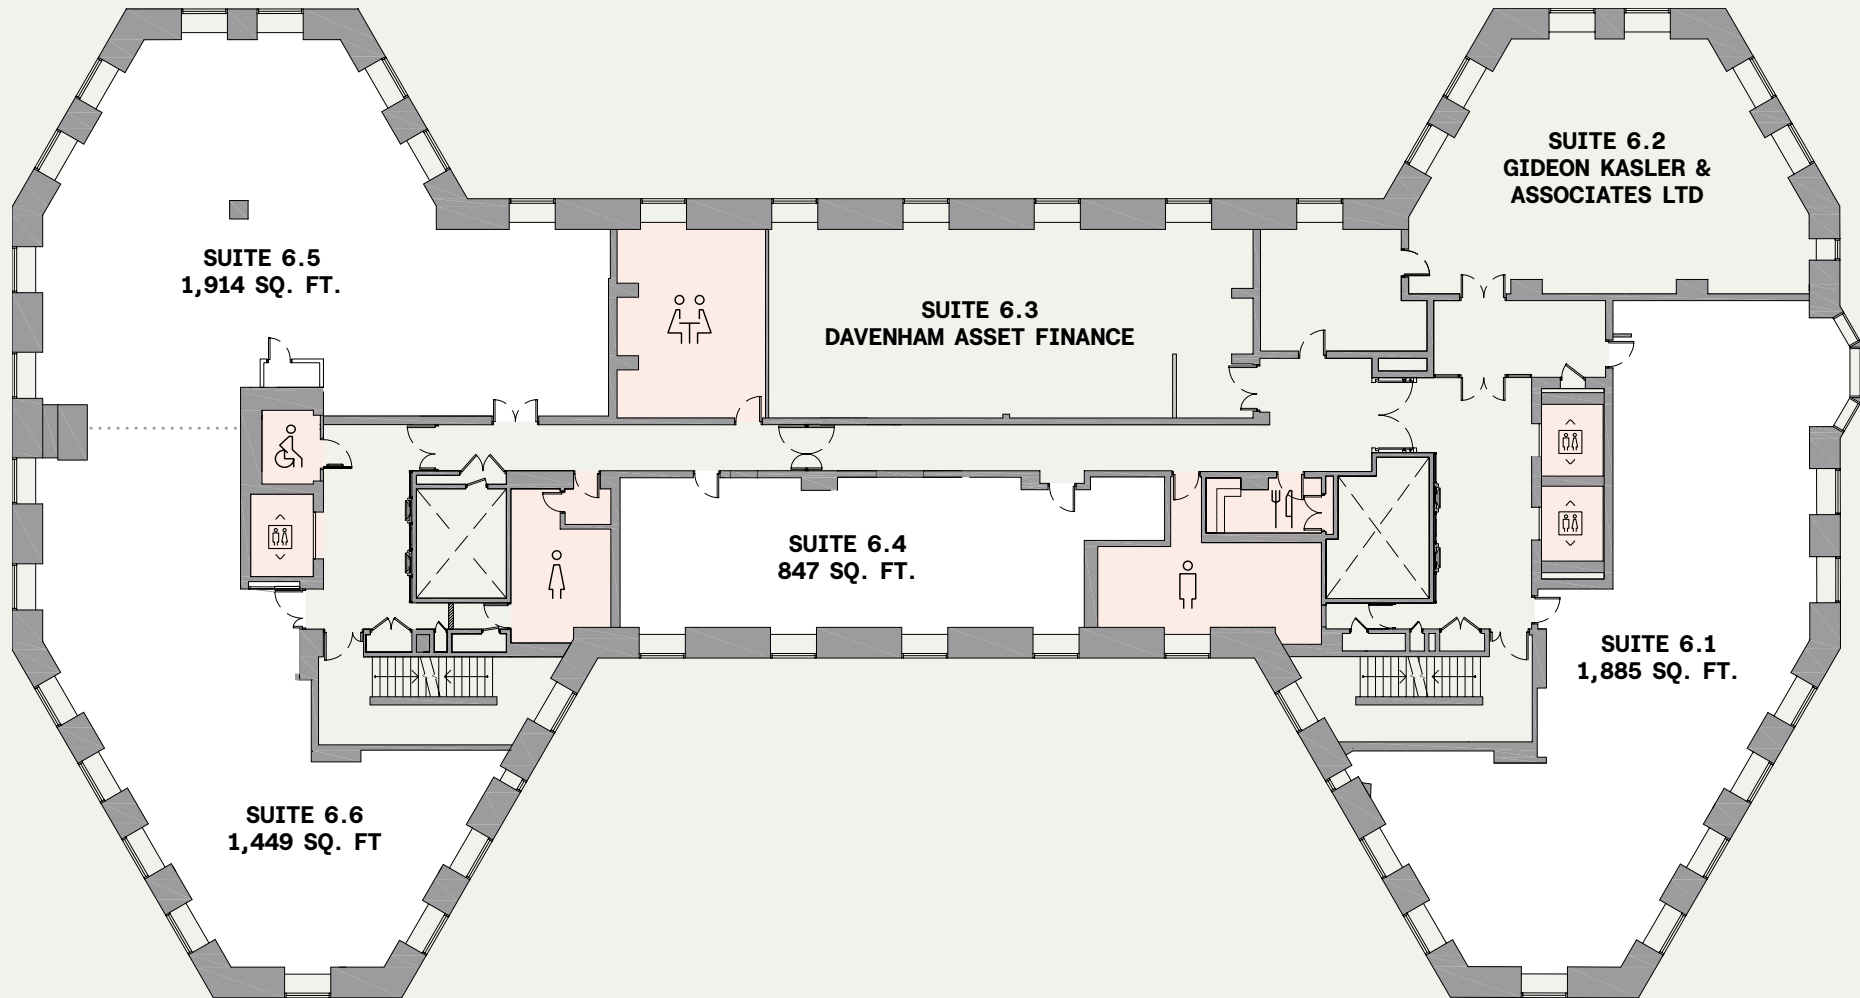 SUITE 6.2
GIDEON KASLER &
ASSOCIATES LTD
SUITE 6.5
1,914 SQ. FT.
SUITE 6.3
DAVENHAM ASSET FINANCE
SUITE 6.4
847 SQ. FT.
SUITE 6.1
1,885 SQ. FT.
SUITE 6.6
1,449 SQ. FT